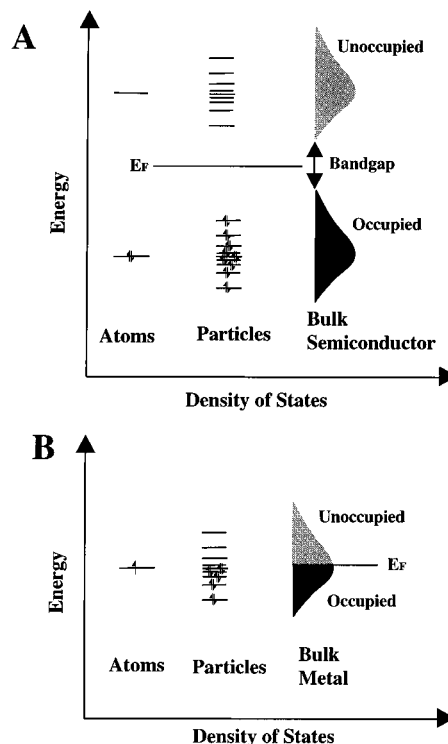 A
Energy
Unoccupied
EF
Bandgap
Occupied
Atoms
Particles
Bulk
Semiconductor
Density of States
B
Energy
Unoccupied
EF
Occupied
Atoms
Particles
Bulk
Metal
Density of States